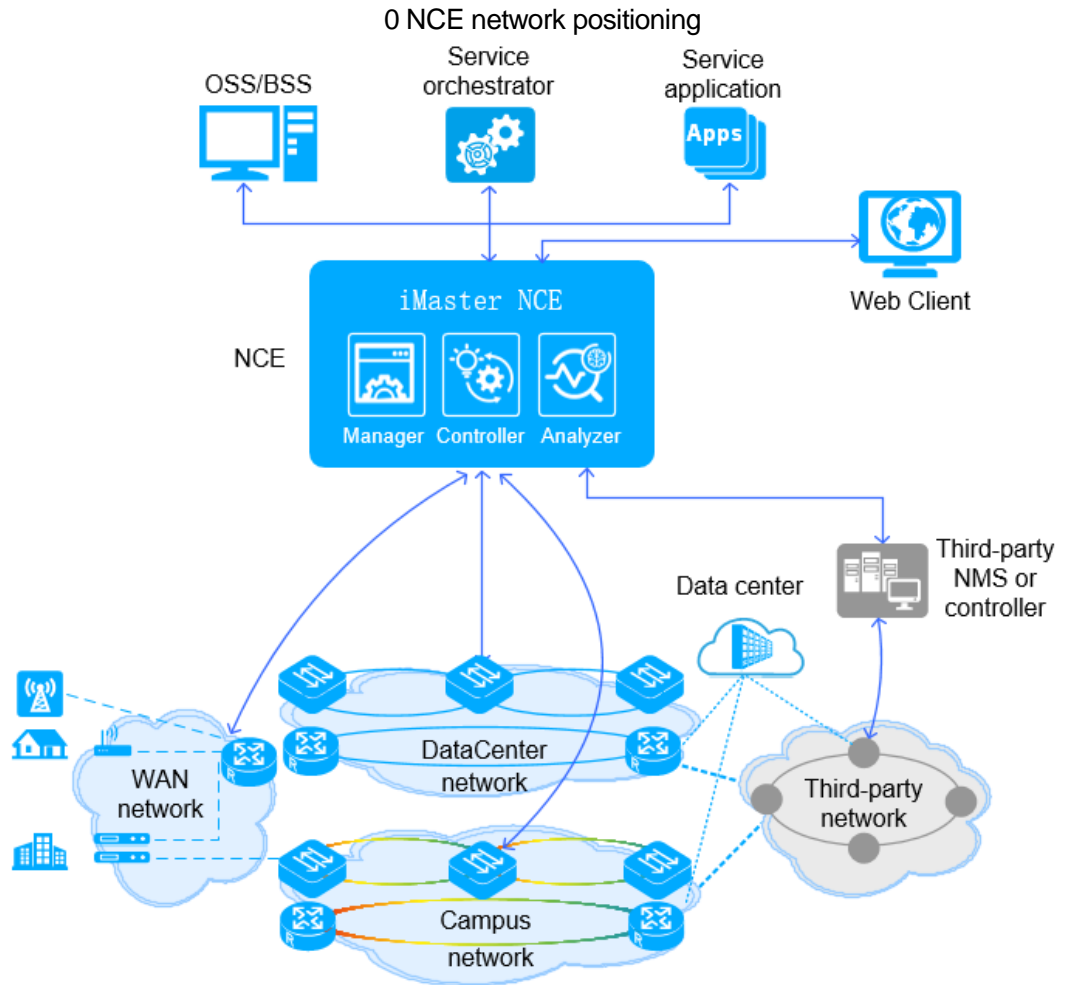 0 NCE network positioning
Service
orchestrator
Service
application
OSS/BSS
Apps
Web Client
iMaster NCE
NCE
Manager
Controller
Analyzer
Third-party
NMS or
controller
Data center
DataCenter
network
WAN
network
Third-party
network
Campus
network
R
R
R
R
R